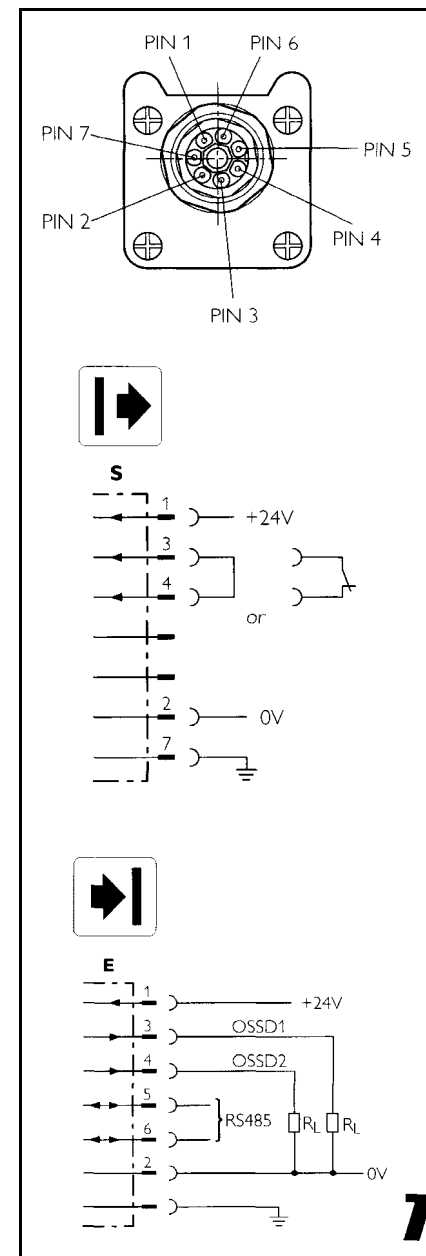 PIN 1
PIN 6
PIN 7
PIN 5
PIN 2
PIN 4
PIN 3
S
1
+24V
3
4
or
2
0V
7
E
1
+24V
3
OSSD1
4
OSSD2
5
RS485
6
RL
RL
2
0V